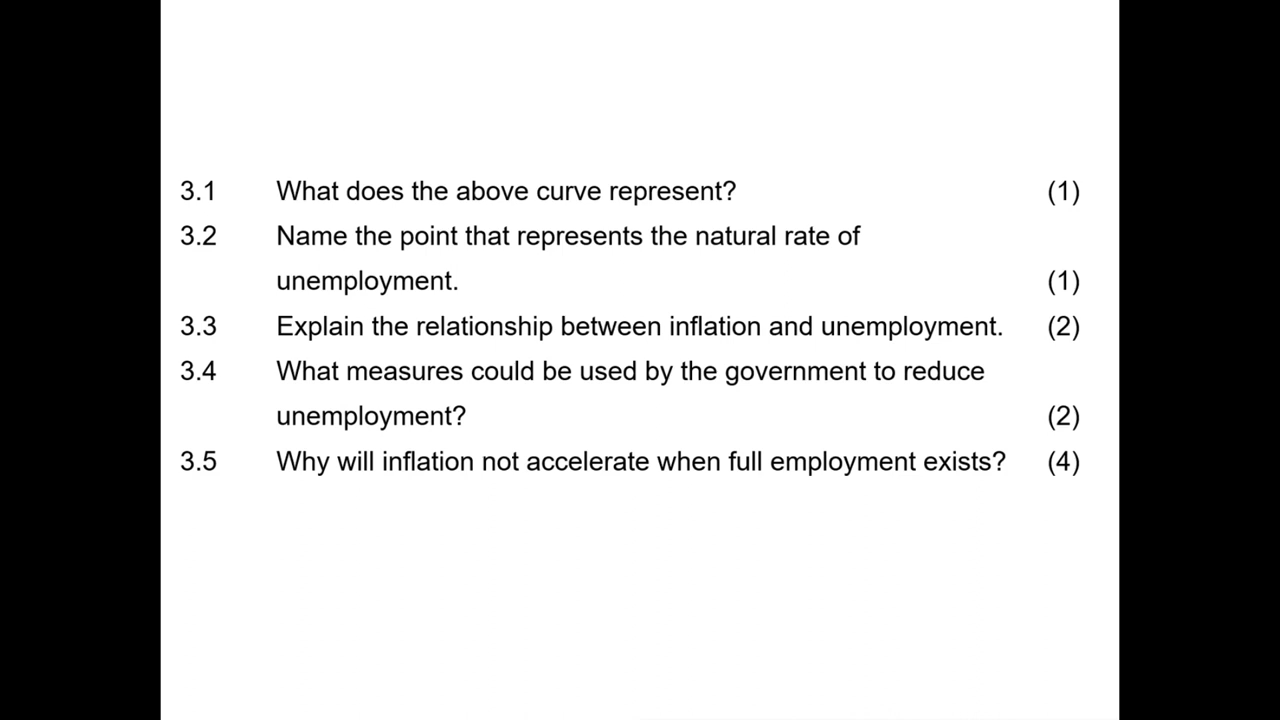 3.1 What does the above curve represent? (1)
3.2 Name the point that represents the natural rate of
unemployment. (1)
3.3 Explain the relationship between inflation and unemployment. (2)
3.4 What measures could be used by the government to reduce
unemployment? (2)
3.5 Why will inflation not accelerate when full employment exists? (4)